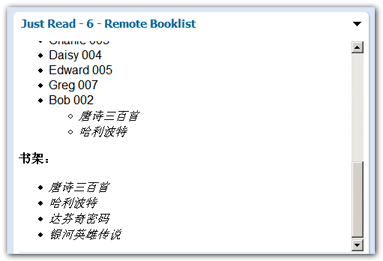 Just Read - 6 - Remote Booklist
Charlie 003
Daisy 004
Edward 005
Greg 007
Bob 002
唐诗三百首
哈利波特
书架：
唐诗三百首
哈利波特
达芬奇密码
银河英雄传说